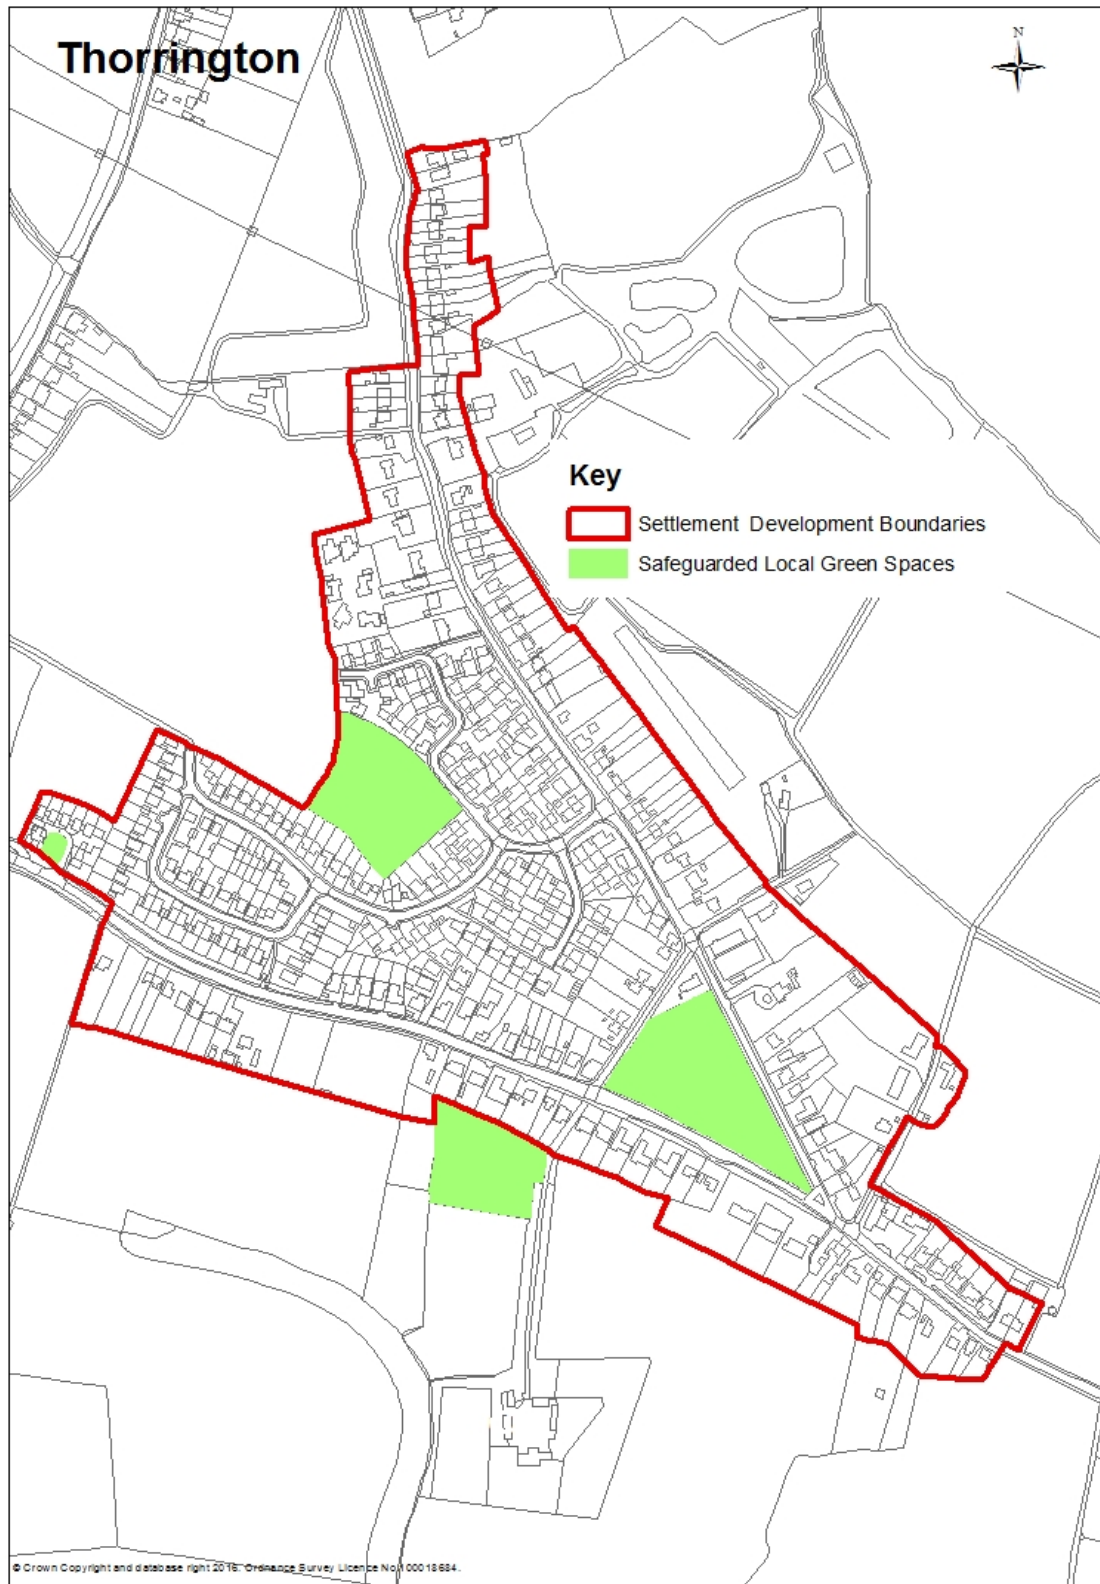 Thorrington
N
Key
Settlement Development Boundaries
Safeguarded Local Green Spaces
© Crown Copyright and database right 2016. Ordnance Survey Licence No 100018684.